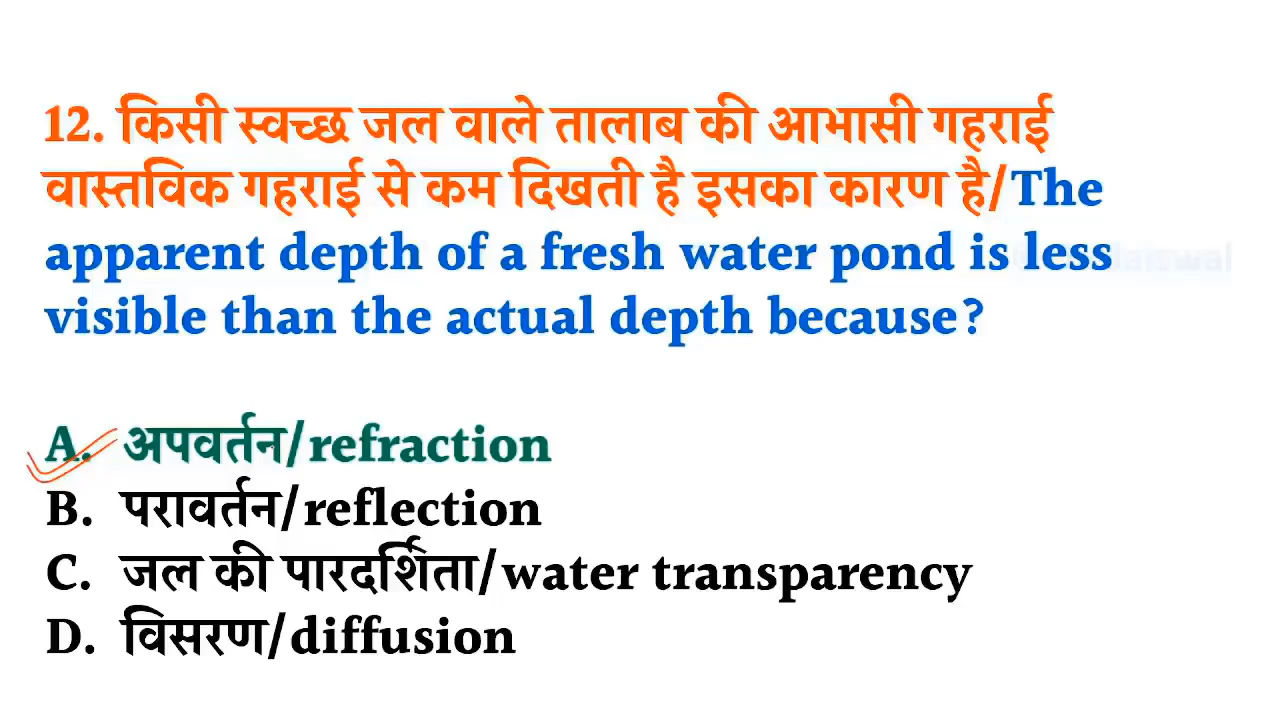 12. किसी स्वच्छ जल वाले तालाब की आभासी गहराई
वास्तविक गहराई से कम दिखती है इसका कारण है/The
apparent depth of a fresh water pond is less
visible than the actual depth because?
A. अपवर्तन/refraction
B. परावर्तन/reflection
C. जल की पारदर्शिता/water transparency
D. विसरण/diffusion